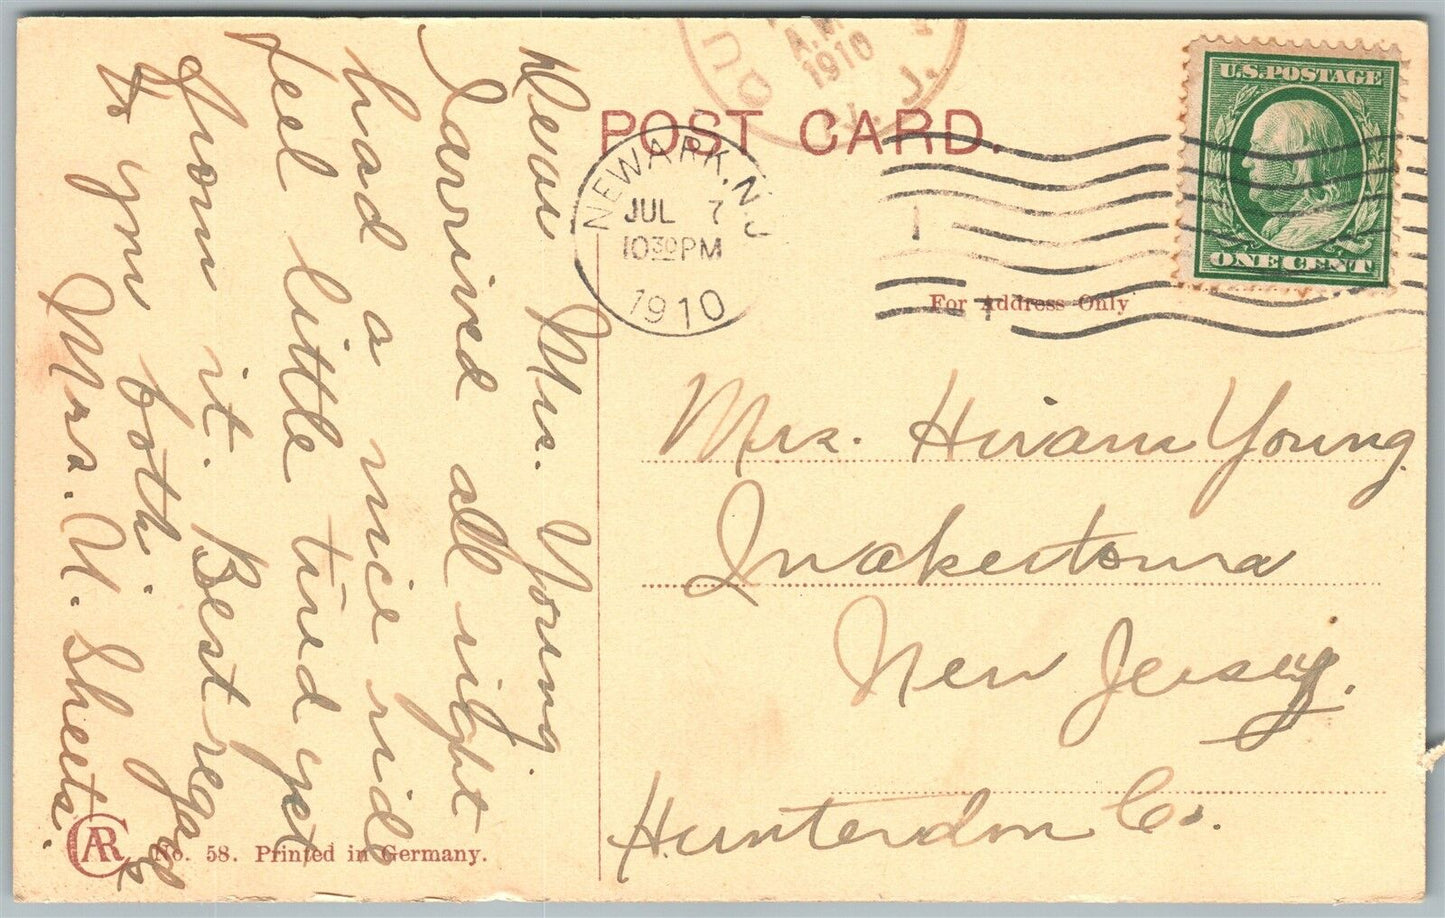 POST CARD.
For Address Only
U.S. POSTAGE
ONE CENT
NEWARK, N.J.
JUL 7
10 30 PM
1910
A.M.
1910
N. J.
Dear Mrs. Young
I arrived all right
had a nice ride
feel little tired yet
from it. Best regards
to you both.
Mrs. U. Sheets.
Mrs. Hiram Young
Quakertown
New Jersey.
Hunterdon Co.
CAR
No. 58. Printed in Germany.